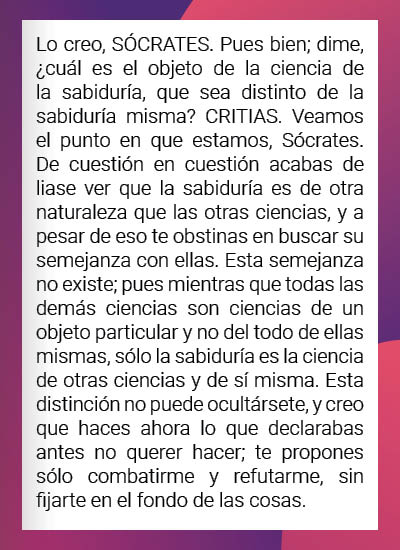 Lo creo, SÓCRATES. Pues bien; dime,
¿cuál es el objeto de la ciencia de
la sabiduría, que sea distinto de la
sabiduría misma? CRITIAS. Veamos
el punto en que estamos, Sócrates.
De cuestión en cuestión acabas de
liase ver que la sabiduría es de otra
naturaleza que las otras ciencias, y a
pesar de eso te obstinas en buscar su
semejanza con ellas. Esta semejanza
no existe; pues mientras que todas las
demás ciencias son ciencias de un
objeto particular y no del todo de ellas
mismas, sólo la sabiduría es la ciencia
de otras ciencias y de sí misma. Esta
distinción no puede ocultársete, y creo
que haces ahora lo que declarabas
antes no querer hacer; te propones
sólo combatirme y refutarme, sin
fijarte en el fondo de las cosas.